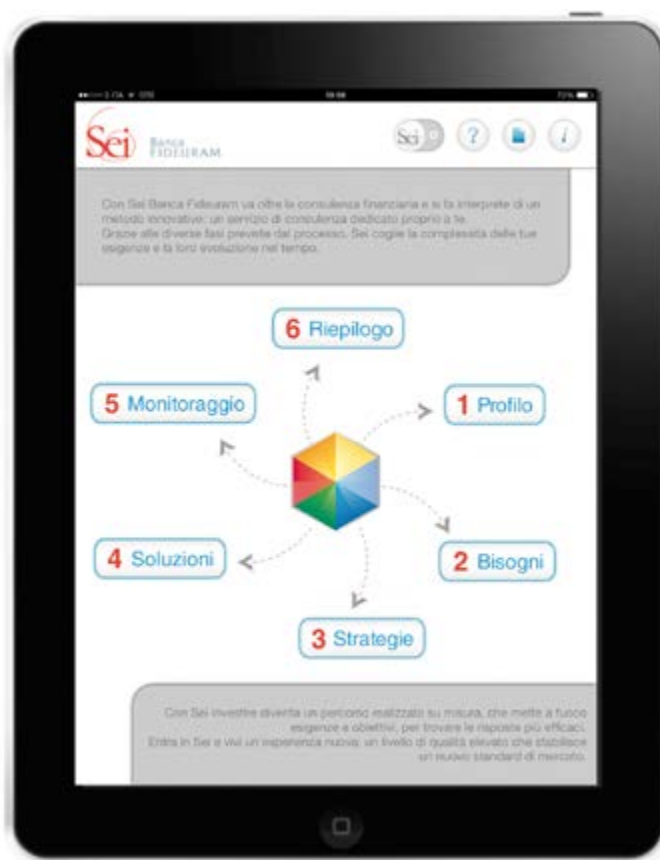 Sei BANCA FIDEURAM
Sei
?
i
Con Sei Banca Fideuram va oltre la consulenza finanziaria e si fa interprete di un
metodo innovativo: un servizio di consulenza dedicato proprio a te.
Grazie alle diverse fasi previste dal processo, Sei coglie la complessità delle tue
esigenze e la loro evoluzione nel tempo.
6 Riepilogo
5 Monitoraggio
1 Profilo
4 Soluzioni
2 Bisogni
3 Strategie
Con Sei investire diventa un percorso realizzato su misura, che mette a fuoco
esigenze e obiettivi, per trovare le risposte più efficaci.
Entra in Sei e vivi un'esperienza nuova: un livello di qualità elevato che stabilisce
un nuovo standard di mercato.